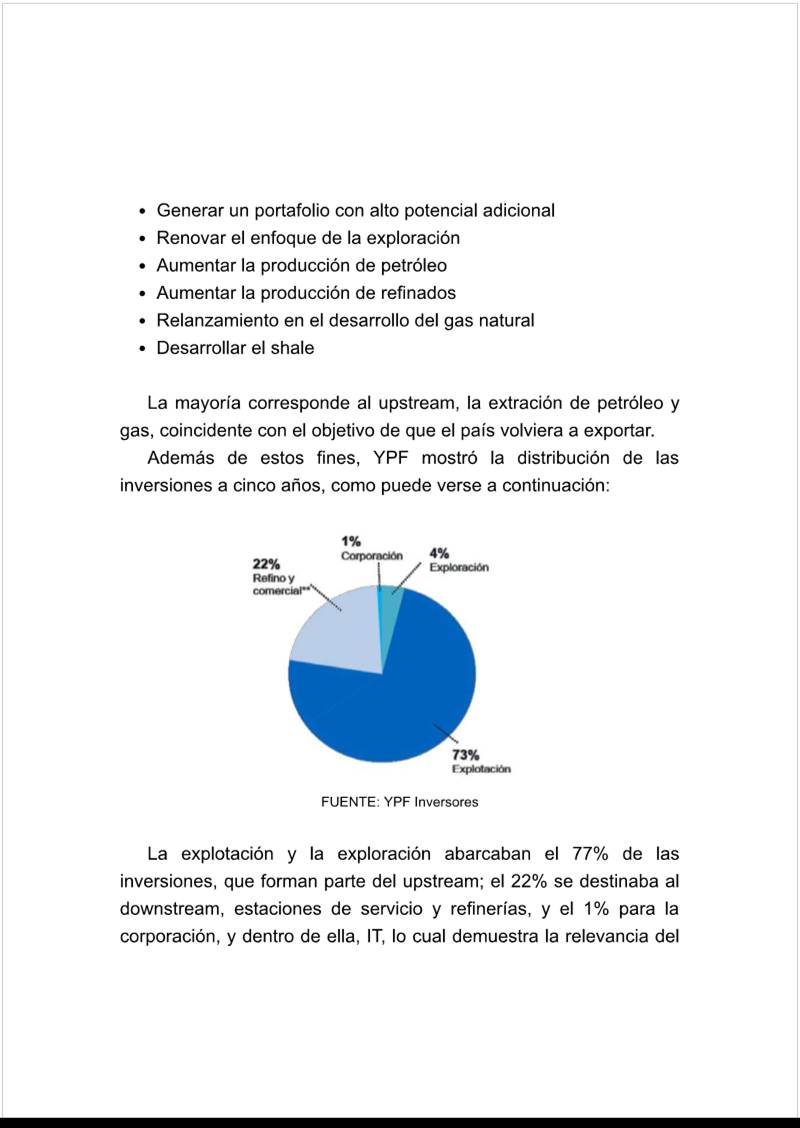 • Generar un portafolio con alto potencial adicional
• Renovar el enfoque de la exploración
• Aumentar la producción de petróleo
• Aumentar la producción de refinados
• Relanzamiento en el desarrollo del gas natural
• Desarrollar el shale
La mayoría corresponde al upstream, la extración de petróleo y
gas, coincidente con el objetivo de que el país volviera a exportar.
Además de estos fines, YPF mostró la distribución de las
inversiones a cinco años, como puede verse a continuación:
1%
Corporación
4%
Exploración
22%
Refino y
comercial**
73%
Explotación
FUENTE: YPF Inversores
La explotación y la exploración abarcaban el 77% de las
inversiones, que forman parte del upstream; el 22% se destinaba al
downstream, estaciones de servicio y refinerías, y el 1% para la
corporación, y dentro de ella, IT, lo cual demuestra la relevancia del